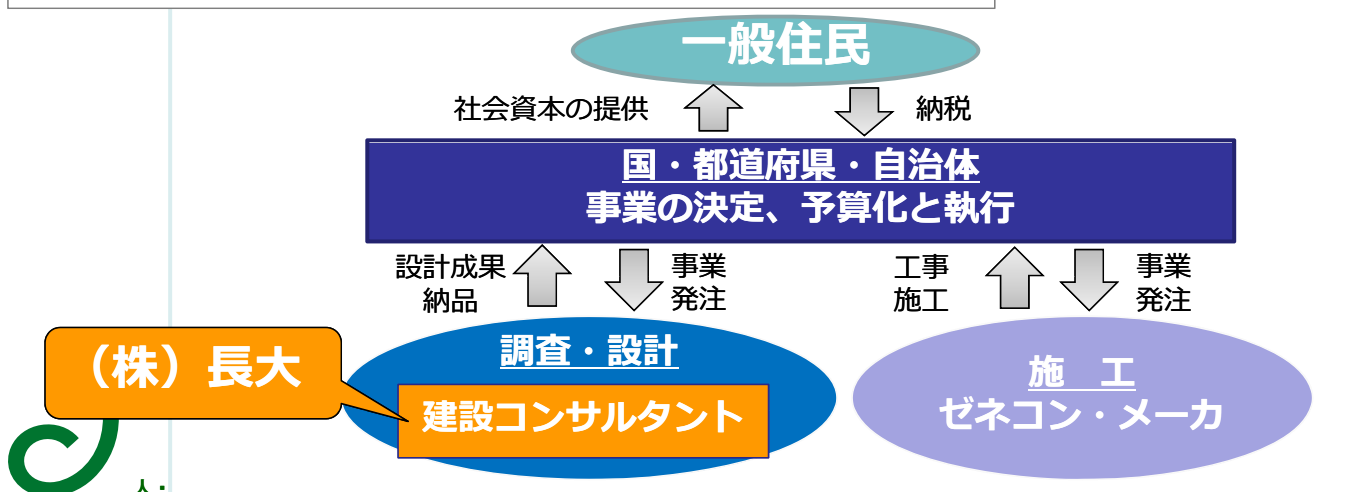 一般住民
社会資本の提供
納税
国・都道府県・自治体
事業の決定、予算化と執行
設計成果
納品
事業
発注
工事
施工
事業
発注
(株)長大
調査・設計
建設コンサルタント
施 工
ゼネコン・メーカ
人・